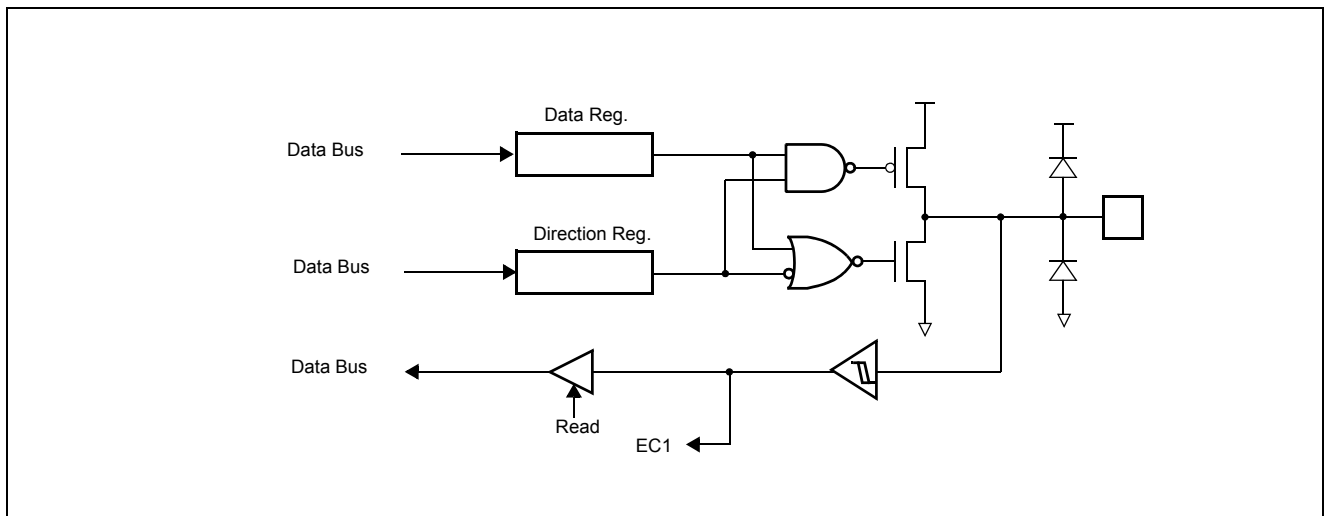 Data Reg.
Data Bus
Direction Reg.
Data Bus
Data Bus
Read
EC1